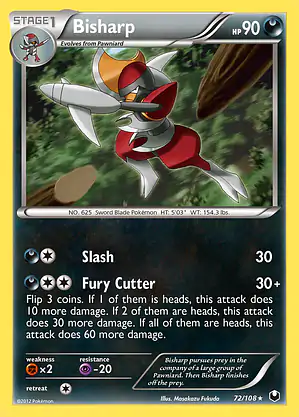 STAGE1
Bisharp
HP 90
Evolves from Pawniard
NO. 625 Sword Blade Pokémon HT: 5'03" WT: 154.3 lbs.
Slash 30
Fury Cutter 30+
Flip 3 coins. If 1 of them is heads, this attack does
10 more damage. If 2 of them are heads, this attack
does 30 more damage. If all of them are heads, this
attack does 60 more damage.
weakness
×2
resistance
-20
retreat
Bisharp pursues prey in the
company of a large group of
Pawniard. Then Bisharp finishes
off the prey.
©2012 Pokémon
Illus. Masakazu Fukuda
72/108 ★